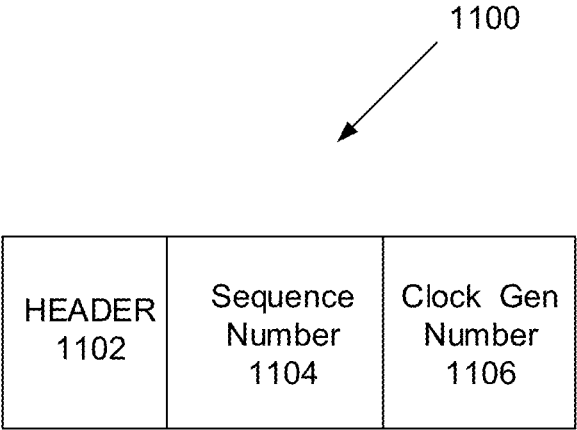 1100
HEADER
1102
Sequence
Number
1104
Clock Gen
Number
1106